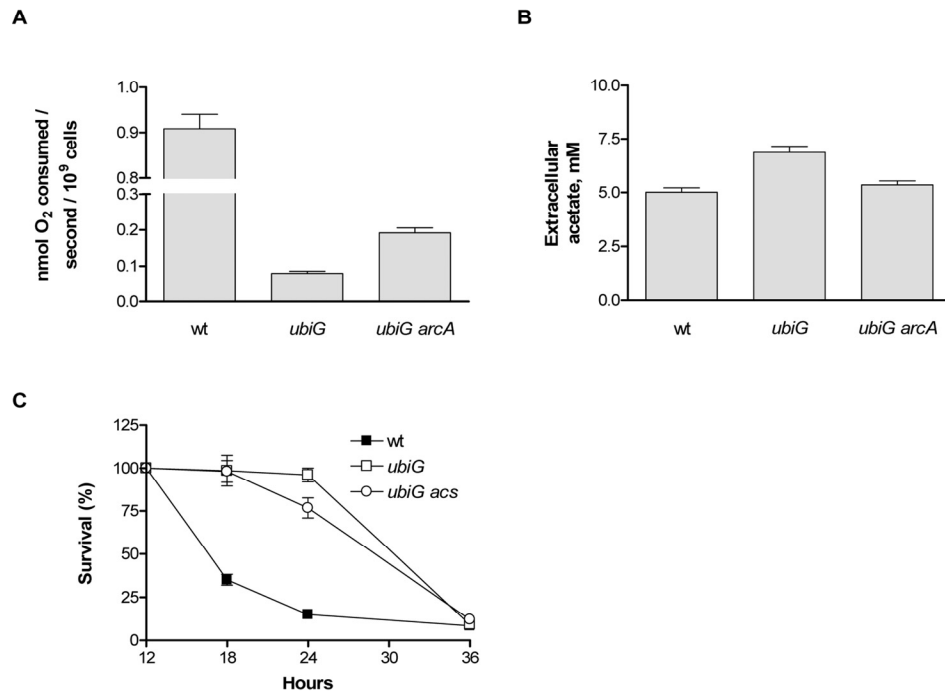 A
nmol O2 consumed /
second / 10^9 cells
1.0
0.9
0.8
0.3
0.2
0.1
0.0
wt
ubiG
ubiG arcA
B
Extracellular
acetate, mM
10.0
7.5
5.0
2.5
0.0
wt
ubiG
ubiG arcA
C
Survival (%)
125
100
75
50
25
0
wt
ubiG
ubiG acs
12
18
24
30
36
Hours